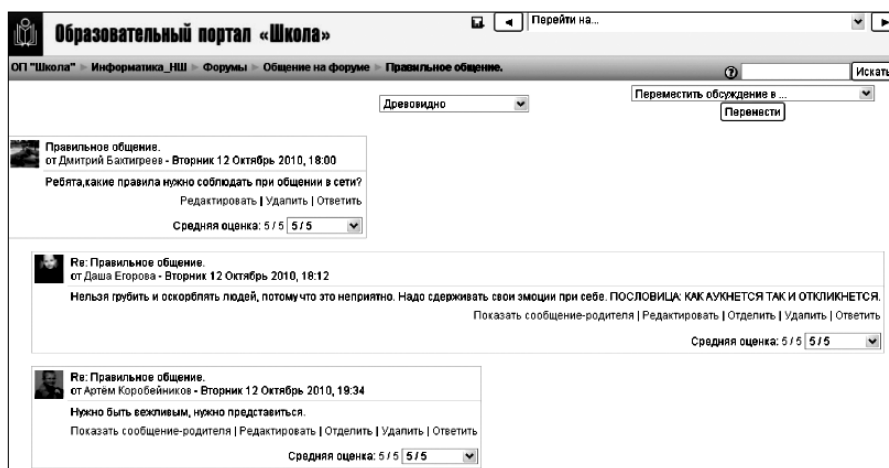 Образовательный портал «Школа»
Перейти на...
ОП "Школа" ► Информатика_НШ ► Форумы ► Общение на форуме ► Правильное общение.
Искать
Древовидно
Переместить обсуждение в ...
Перенести
Правильное общение.
от Дмитрий Бахтигреев - Вторник 12 Октябрь 2010, 18:00
Ребята,какие правила нужно соблюдать при общении в сети?
Редактировать | Удалить | Ответить
Средняя оценка: 5 / 5 5 / 5
Re: Правильное общение.
от Даша Егорова - Вторник 12 Октябрь 2010, 18:12
Нельзя грубить и оскорблять людей, потому что это неприятно. Надо сдерживать свои эмоции при себе. ПОСЛОВИЦА: КАК АУКНЕТСЯ ТАК И ОТКЛИКНЕТСЯ.
Показать сообщение-родителя | Редактировать | Отделить | Удалить | Ответить
Средняя оценка: 5 / 5 5 / 5
Re: Правильное общение.
от Артём Коробейников - Вторник 12 Октябрь 2010, 19:34
Нужно быть вежливым, нужно представиться.
Показать сообщение-родителя | Редактировать | Отделить | Удалить | Ответить
Средняя оценка: 5 / 5 5 / 5